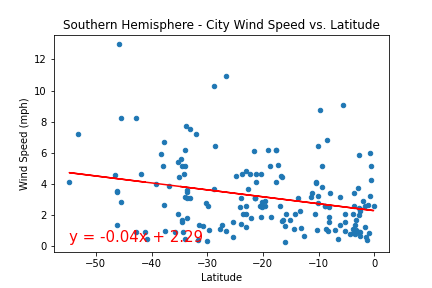 Southern Hemisphere - City Wind Speed vs. Latitude
Wind Speed (mph)
12
10
8
6
4
2
0
y = -0.04x + 2.29
−50 −40 −30 −20 −10 0
Latitude